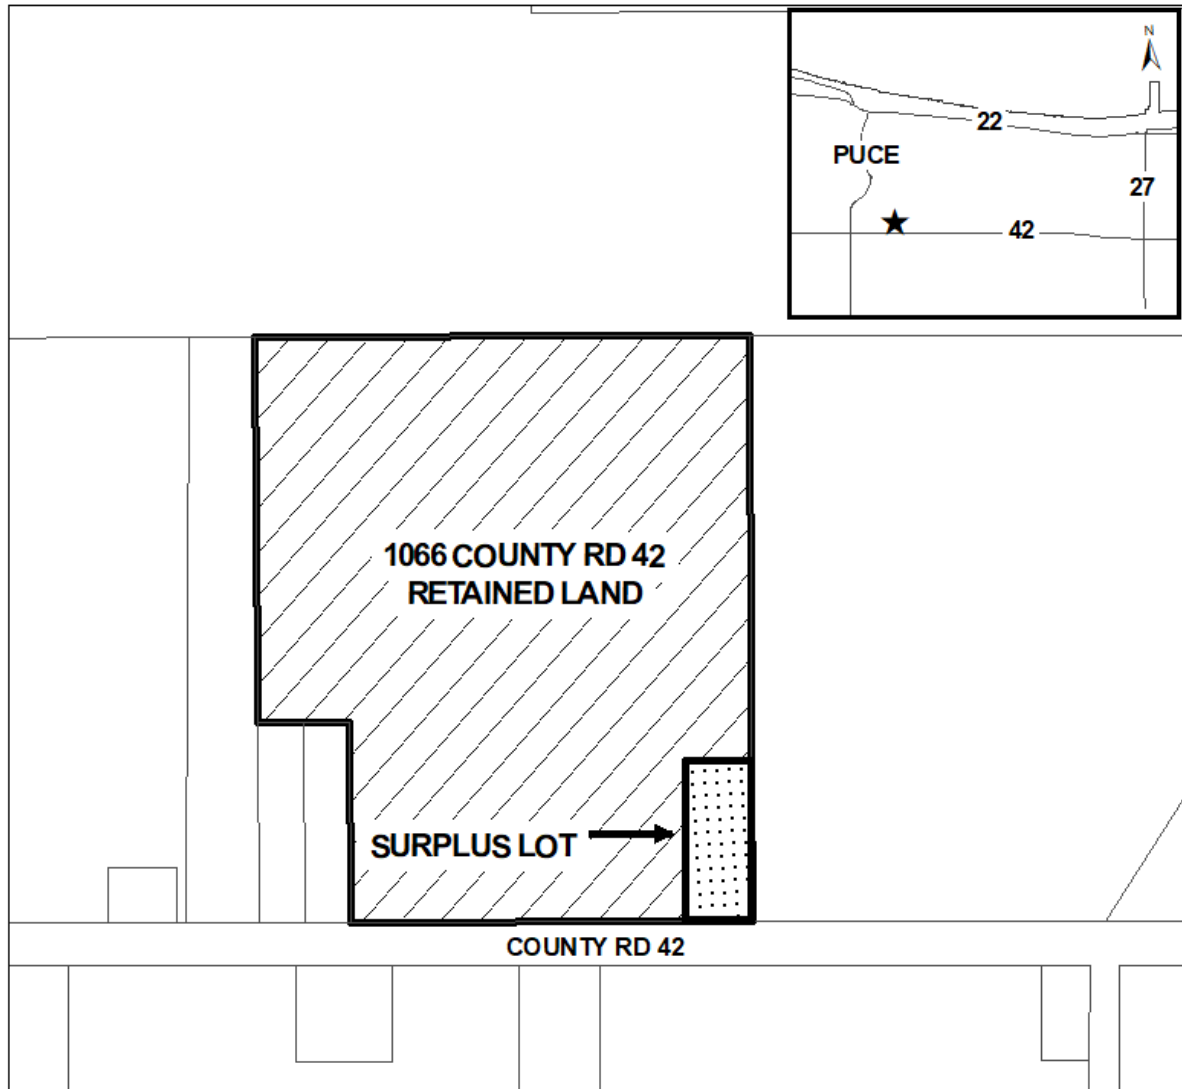 N
22
PUCE
27
42
1066 COUNTY RD 42
RETAINED LAND
SURPLUS LOT
COUNTY RD 42